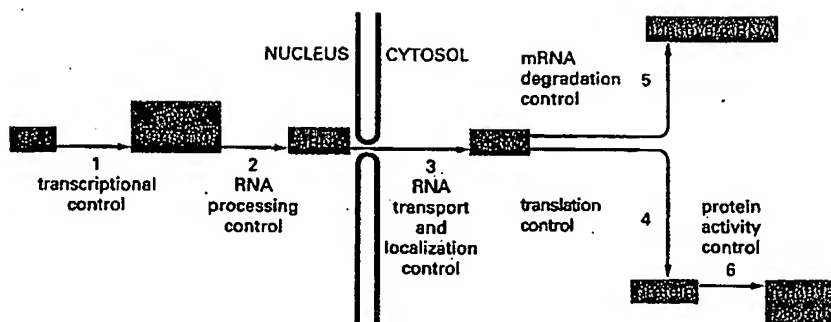 NUCLEUS
CYTOSOL
mRNA
degradation
control
5
1
transcriptional
control
2
RNA
processing
control
3
RNA
transport
and
localization
control
translation
control
4
protein
activity
control
6